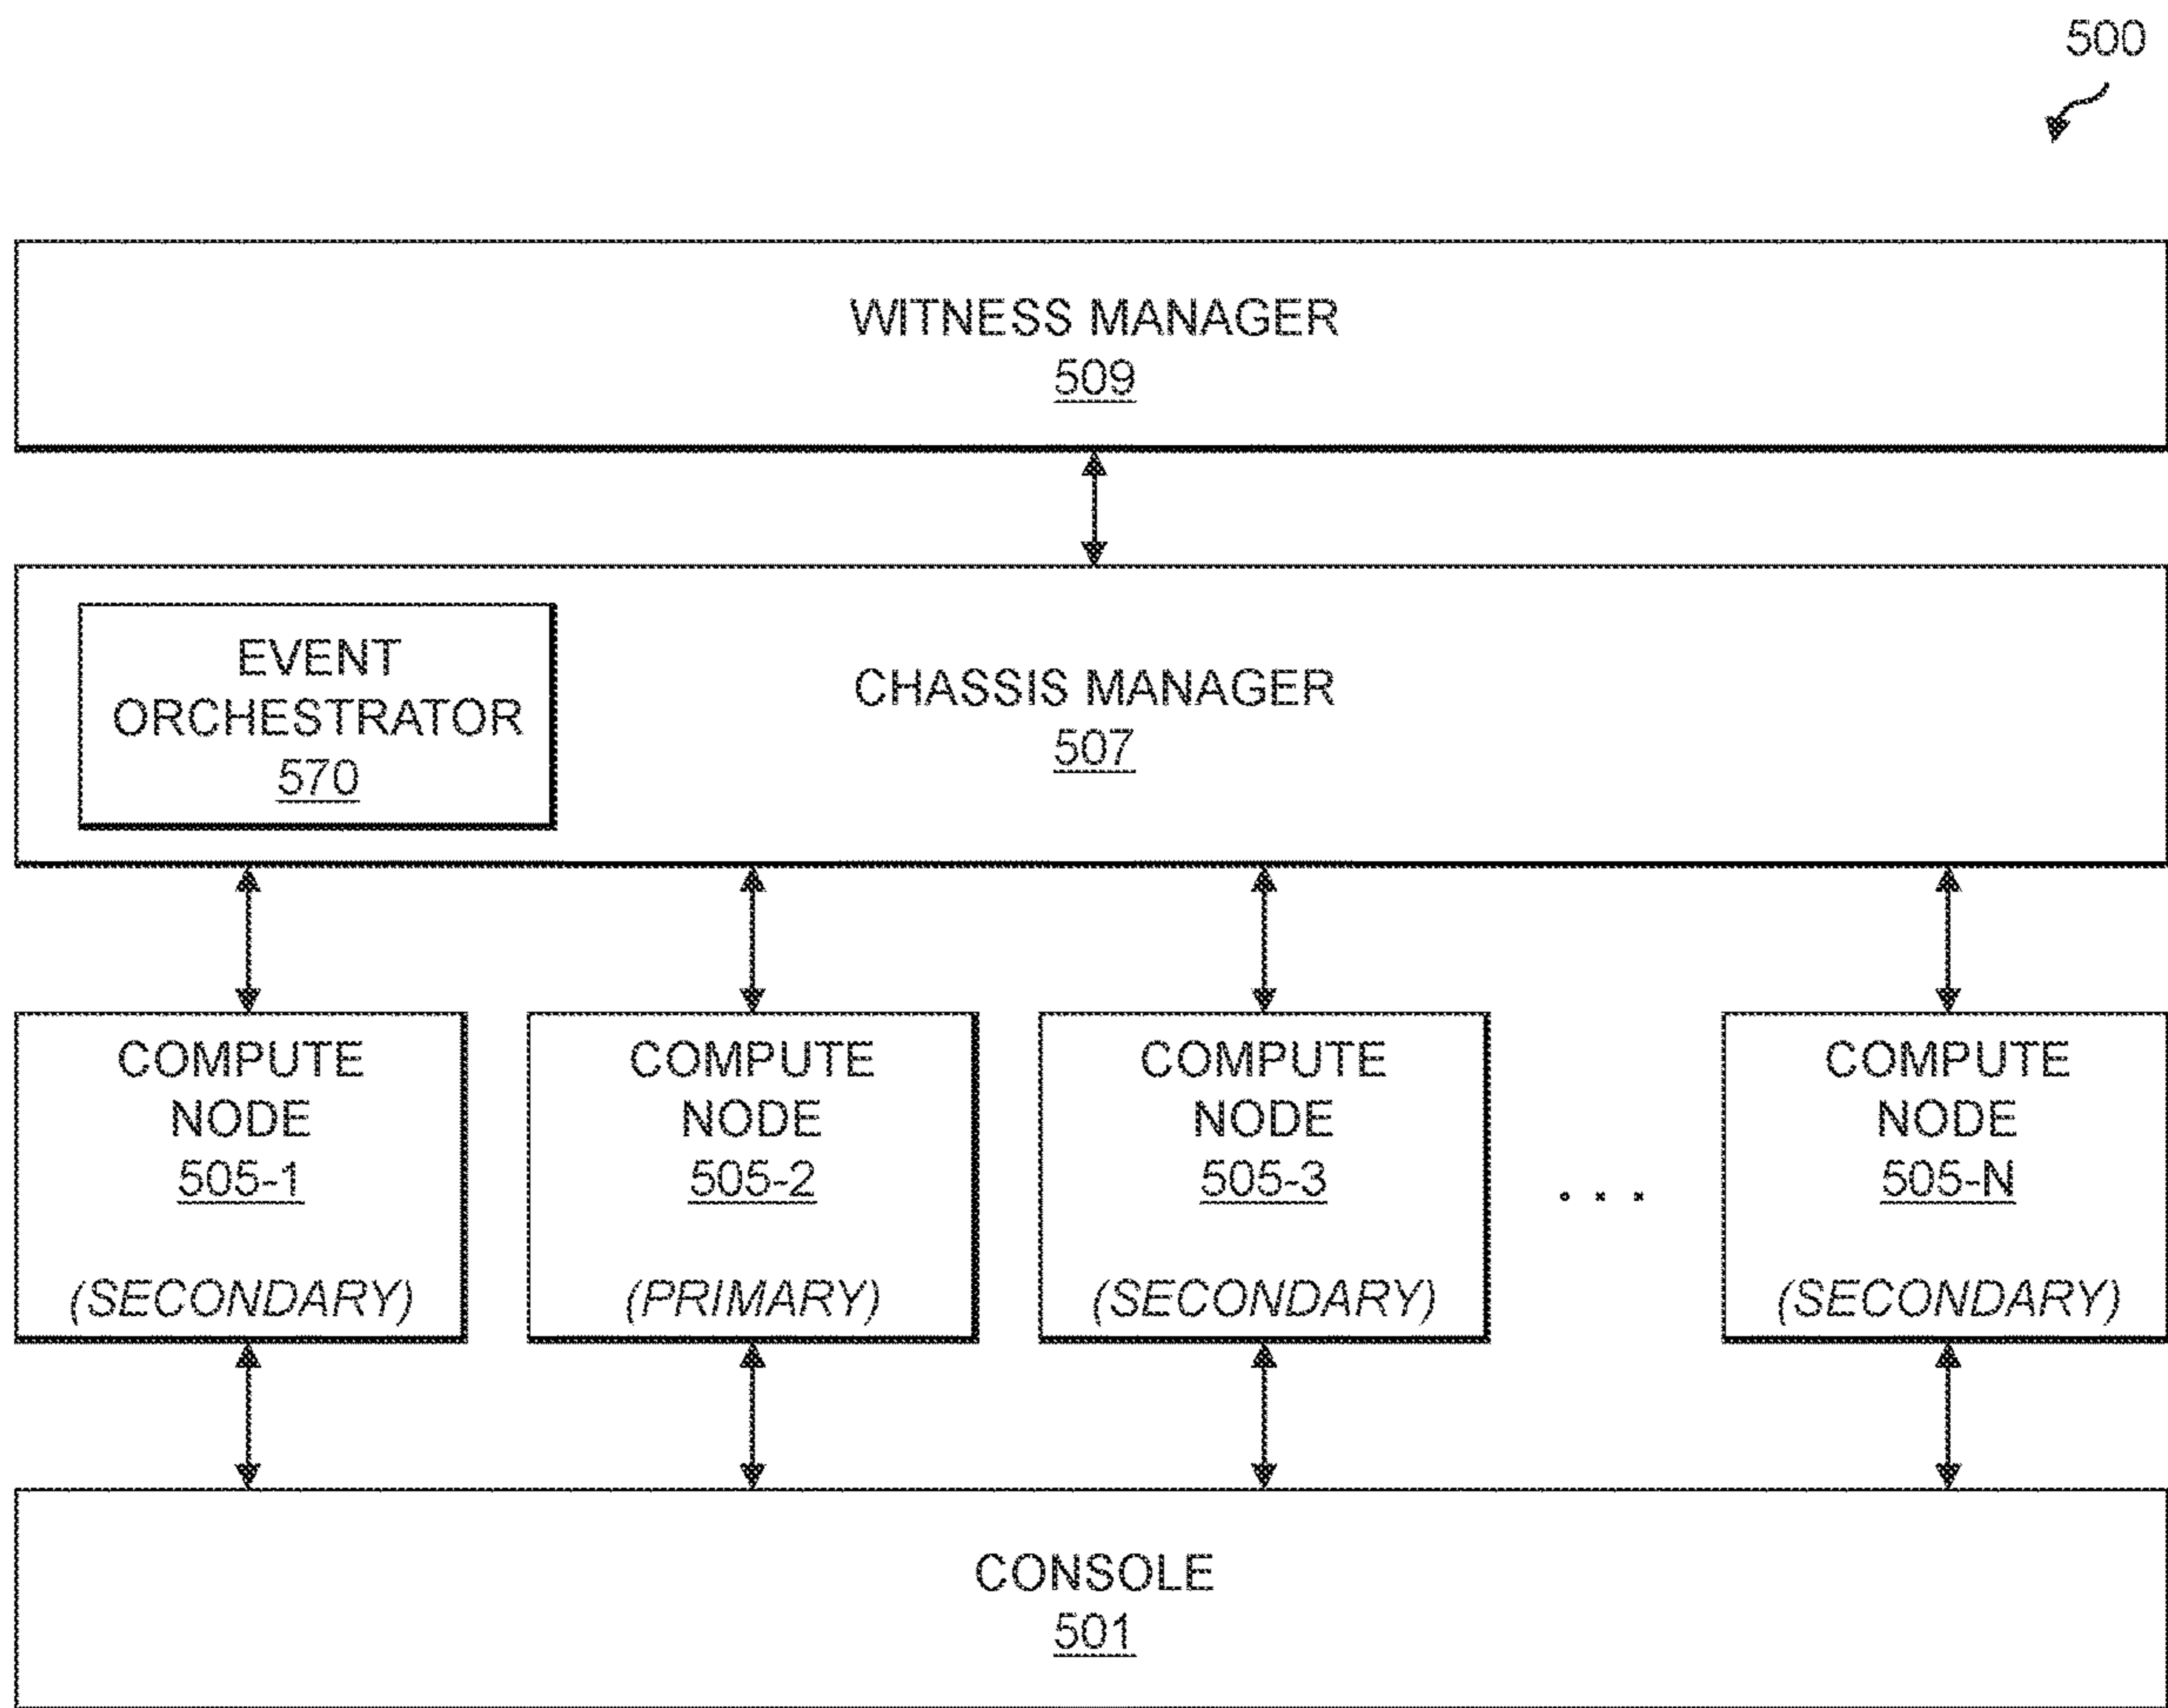 500
WITNESS MANAGER
509
EVENT
ORCHESTRATOR
570
CHASSIS MANAGER
507
COMPUTE
NODE
505-1
(SECONDARY)
COMPUTE
NODE
505-2
(PRIMARY)
COMPUTE
NODE
505-3
(SECONDARY)
. . .
COMPUTE
NODE
505-N
(SECONDARY)
CONSOLE
501